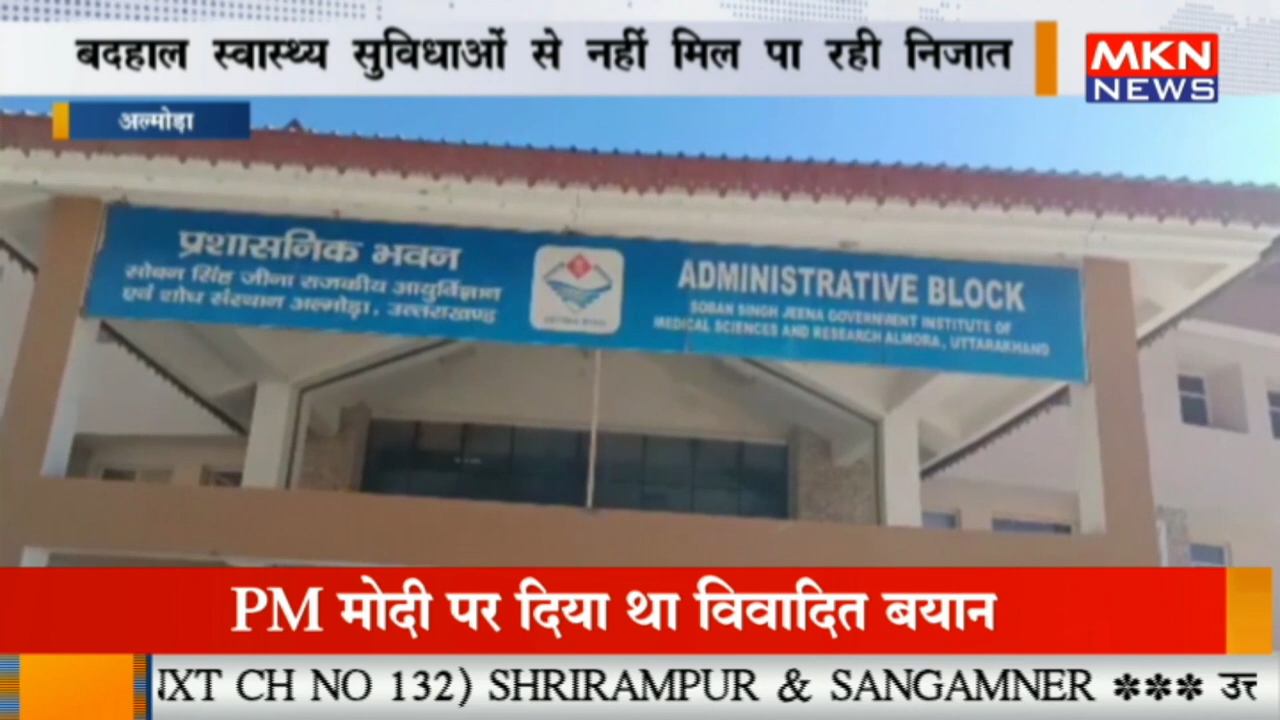 बदहाल स्वास्थ्य सुविधाओं से नहीं मिल पा रही निजात
MKN
NEWS
अल्मोड़ा
प्रशासनिक भवन
सोबन सिंह जीना राजकीय आयुर्विज्ञान
एवं शोध संस्थान अल्मोड़ा, उत्तराखण्ड
ADMINISTRATIVE BLOCK
SOBAN SINGH JEENA GOVERNMENT INSTITUTE OF
MEDICAL SCIENCES AND RESEARCH ALMORA, UTTARAKHAND
PM मोदी पर दिया था विवादित बयान
CH NO 132) SHRIRAMPUR & SANGAMNER ***